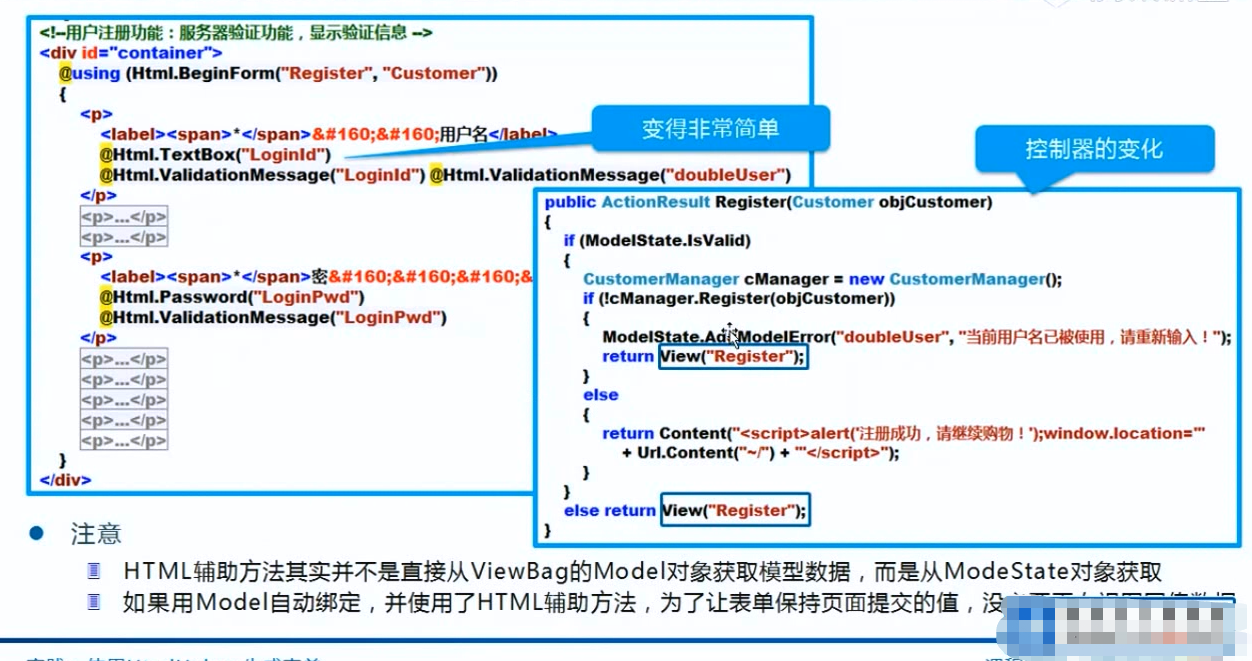 <!--用户注册功能：服务器验证功能，显示验证信息 -->
<div id="container">
@using (Html.BeginForm("Register", "Customer"))
{
<p>
<label><span>*</span>&#160;&#160;用户名</label>
@Html.TextBox("LoginId")
@Html.ValidationMessage("LoginId") @Html.ValidationMessage("doubleUser")
</p>
<p>...</p>
<p>...</p>
<p>
<label><span>*</span>密&#160;&#160;&#160;&
@Html.Password("LoginPwd")
@Html.ValidationMessage("LoginPwd")
</p>
<p>...</p>
<p>...</p>
<p>...</p>
<p>...</p>
<p>...</p>
}
</div>
变得非常简单
控制器的变化
public ActionResult Register(Customer objCustomer)
{
if (ModelState.IsValid)
{
CustomerManager cManager = new CustomerManager();
if (!cManager.Register(objCustomer))
{
ModelState.AddModelError("doubleUser", "当前用户名已被使用，请重新输入！");
return View("Register");
}
else
{
return Content("<script>alert('注册成功，请继续购物！');window.location='"
+ Url.Content("~/") + "'</script>");
}
}
else return View("Register");
}
注意
HTML辅助方法其实并不是直接从ViewBag的Model对象获取模型数据，而是从ModeState对象获取
如果用Model自动绑定，并使用了HTML辅助方法，为了让表单保持页面提交的值，没